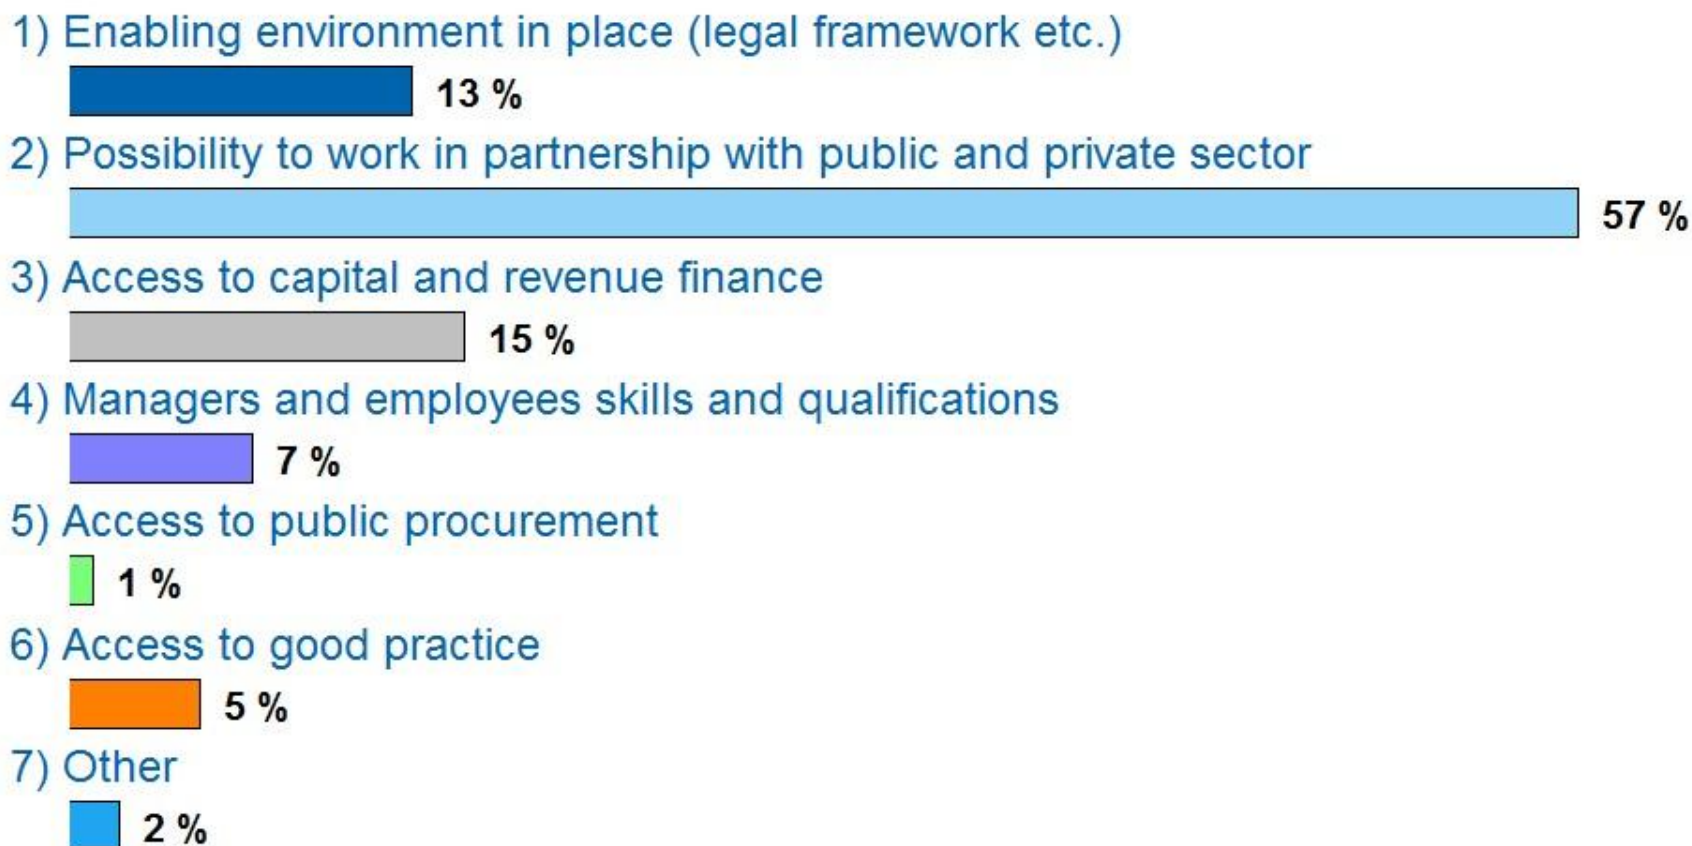 1) Enabling environment in place (legal framework etc.)
13 %
2) Possibility to work in partnership with public and private sector
57 %
3) Access to capital and revenue finance
15 %
4) Managers and employees skills and qualifications
7 %
5) Access to public procurement
1 %
6) Access to good practice
5 %
7) Other
2 %